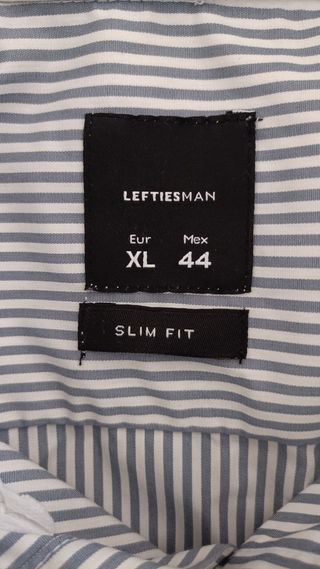 LEFTIESMAN
Eur Mex
XL 44
SLIM FIT